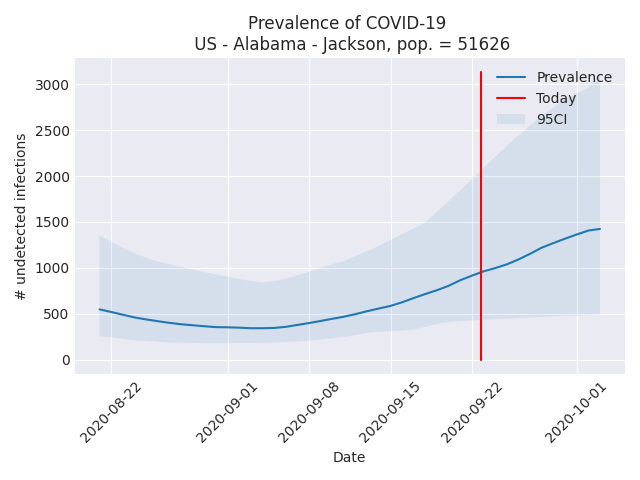 Prevalence of COVID-19
US - Alabama - Jackson, pop. = 51626
# undetected infections
3000
2500
2000
1500
1000
500
0
Prevalence
Today
95CI
2020-08-22
2020-09-01
2020-09-08
2020-09-15
2020-09-22
2020-10-01
Date